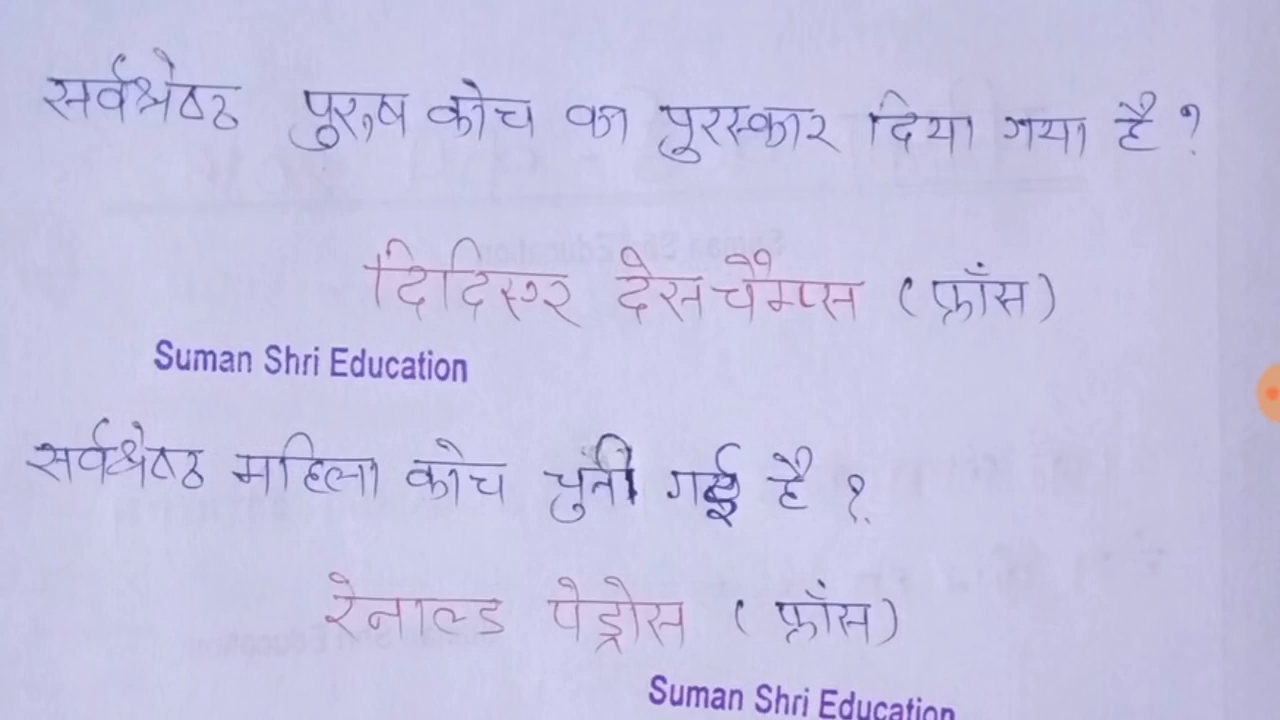 सर्वश्रेष्ठ पुरुष कोच का पुरस्कार दिया गया है ?
दिदिएर देसचैम्प्स (फ्रॉंस)
Suman Shri Education
सर्वश्रेष्ठ महिला कोच चुनी गई है ?
रेनाल्ड पेड्रोस (फ्रॉंस)
Suman Shri Education